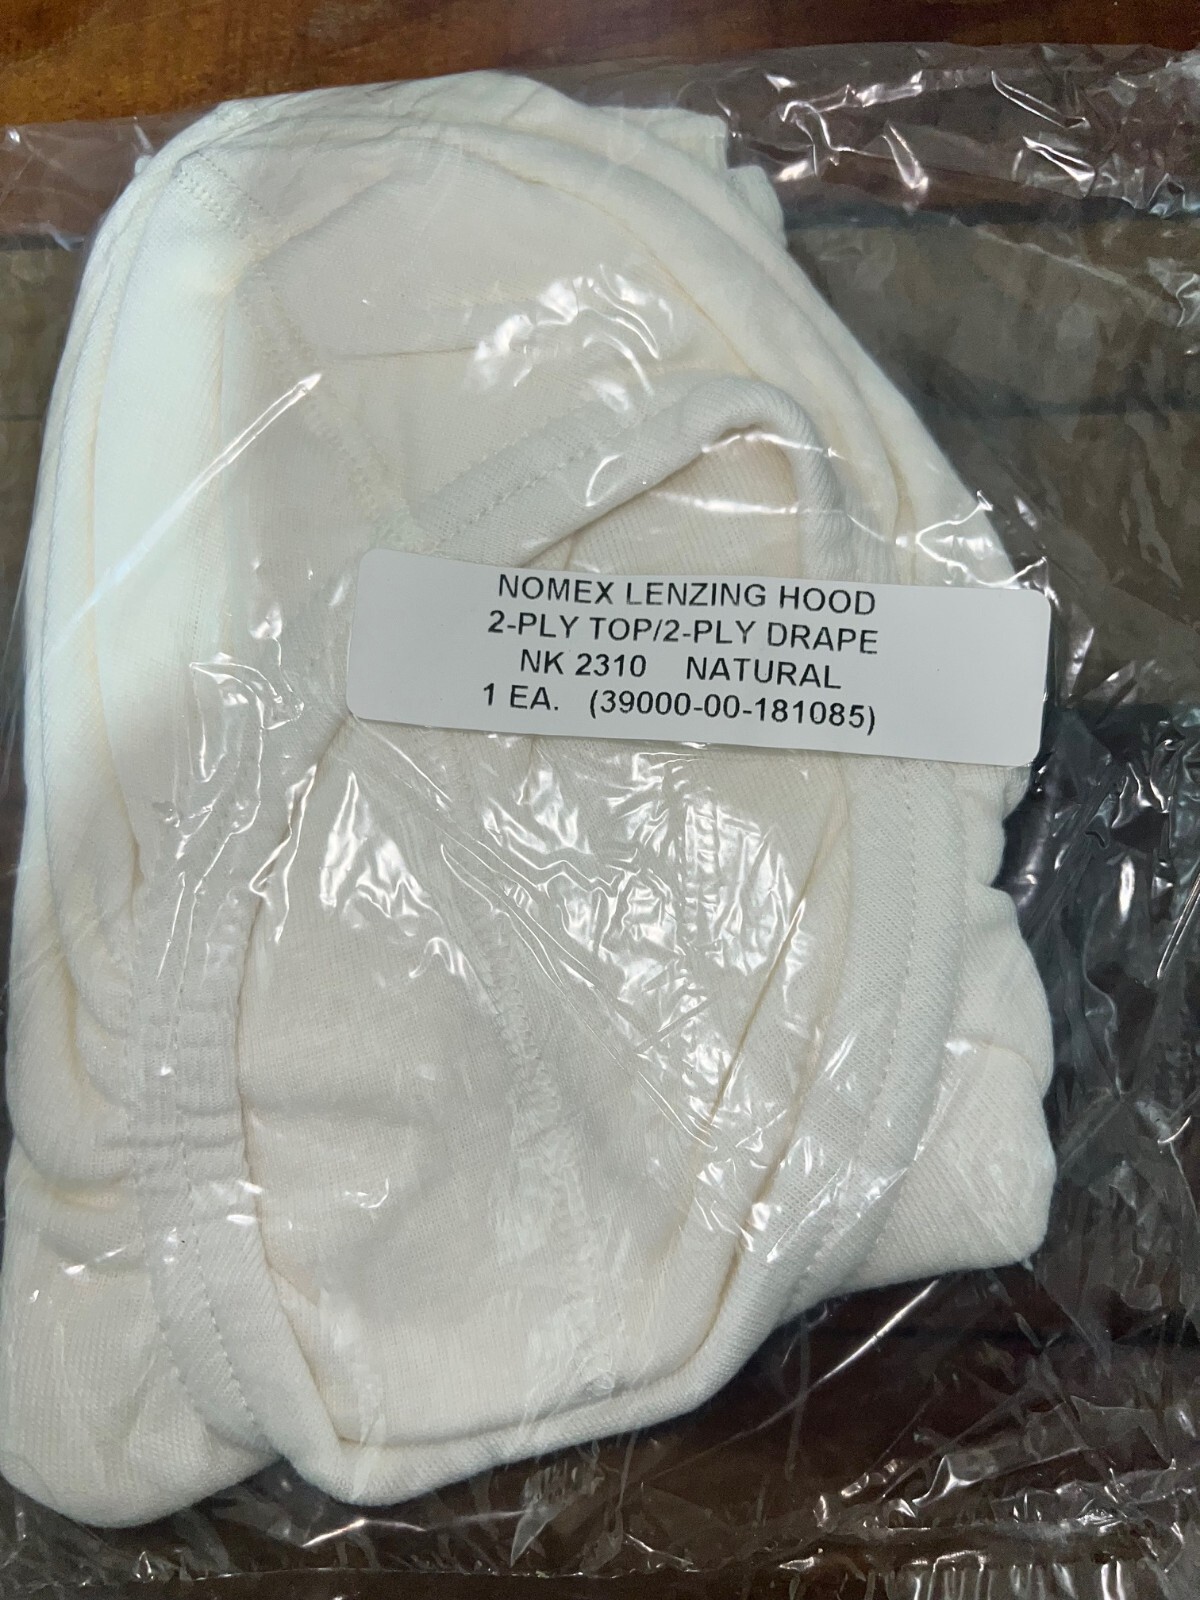 NOMEX LENZING HOOD
2-PLY TOP/2-PLY DRAPE
NK 2310 NATURAL
1 EA. (39000-00-181085)